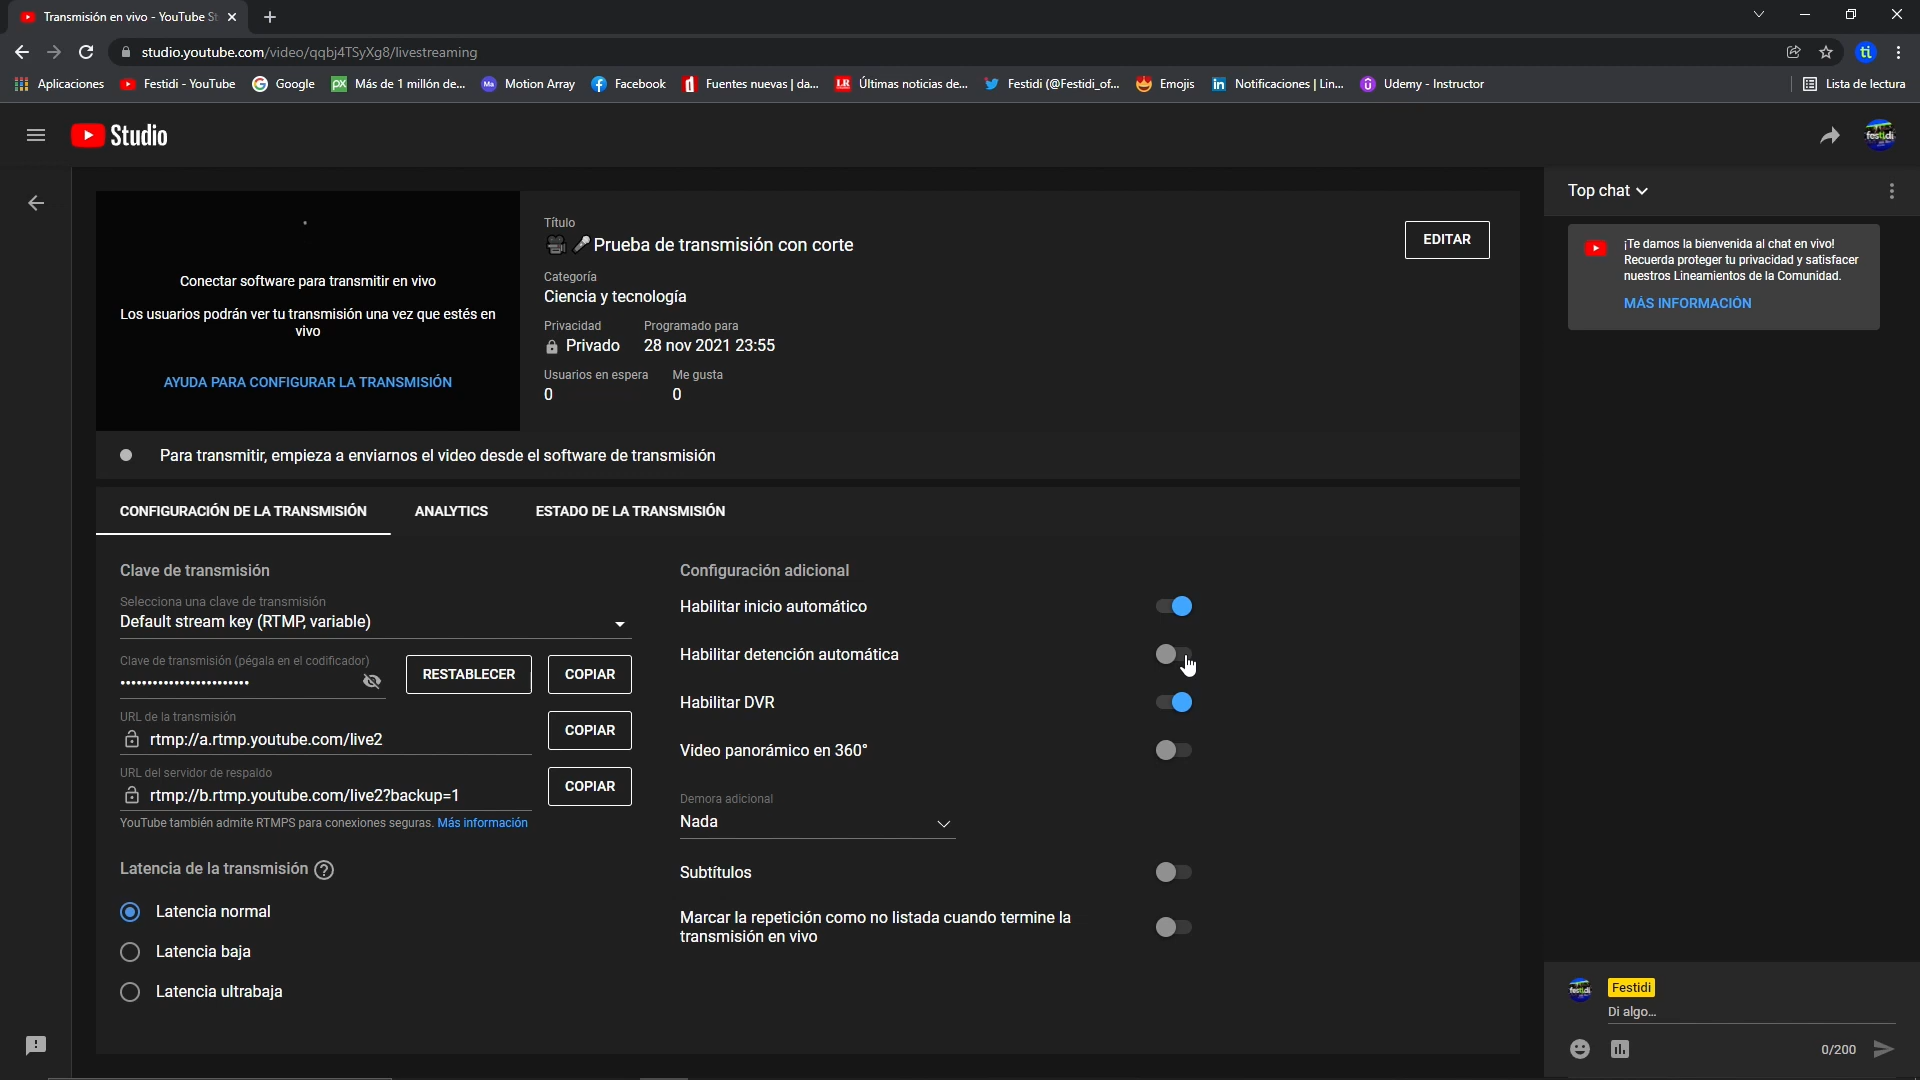 Transmisión en vivo - YouTube St
studio.youtube.com/video/qqbj4TSyXg8/livestreaming
ti
Aplicaciones
Festidi - YouTube
Google
Más de 1 millón de...
Motion Array
Facebook
Fuentes nuevas | da...
Últimas noticias de...
Festidi (@Festidi_of...
Emojis
Notificaciones | Lin...
Udemy - Instructor
Lista de lectura
Studio
festidi
Conectar software para transmitir en vivo
Los usuarios podrán ver tu transmisión una vez que estés en
vivo
AYUDA PARA CONFIGURAR LA TRANSMISIÓN
Título
🎥🎤Prueba de transmisión con corte
EDITAR
Categoría
Ciencia y tecnología
Privacidad
Programado para
Privado
28 nov 2021 23:55
Usuarios en espera
Me gusta
0
0
Para transmitir, empieza a enviarnos el video desde el software de transmisión
CONFIGURACIÓN DE LA TRANSMISIÓN
ANALYTICS
ESTADO DE LA TRANSMISIÓN
Clave de transmisión
Selecciona una clave de transmisión
Default stream key (RTMP, variable)
Clave de transmisión (pégala en el codificador)
••••••••••••••••••••••••
RESTABLECER
COPIAR
URL de la transmisión
rtmp://a.rtmp.youtube.com/live2
COPIAR
URL del servidor de respaldo
rtmp://b.rtmp.youtube.com/live2?backup=1
COPIAR
YouTube también admite RTMPS para conexiones seguras. Más información
Latencia de la transmisión
Latencia normal
Latencia baja
Latencia ultrabaja
Configuración adicional
Habilitar inicio automático
Habilitar detención automática
Habilitar DVR
Video panorámico en 360°
Demora adicional
Nada
Subtítulos
Marcar la repetición como no listada cuando termine la
transmisión en vivo
Top chat
¡Te damos la bienvenida al chat en vivo!
Recuerda proteger tu privacidad y satisfacer
nuestros Lineamientos de la Comunidad.
MÁS INFORMACIÓN
festidi
Festidi
Di algo...
0/200